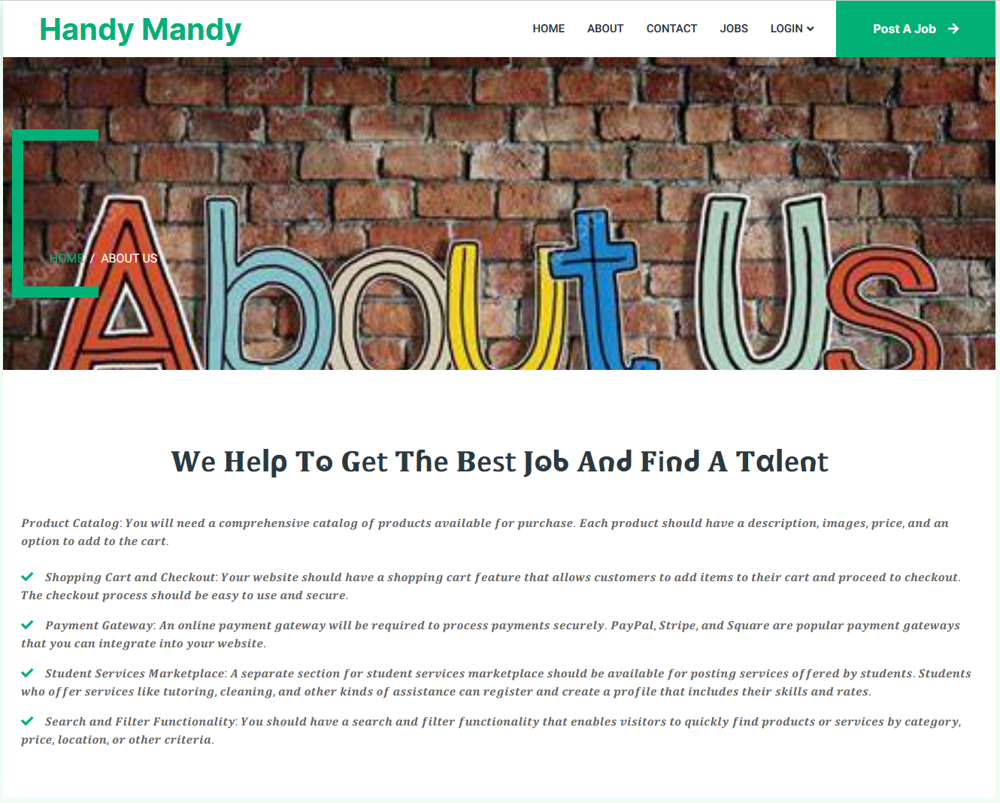 Handy Mandy
HOME ABOUT CONTACT JOBS LOGIN Post A Job
HOME / ABOUT US
About Us
We Help To Get The Best Job And Find A Talent
Product Catalog: You will need a comprehensive catalog of products available for purchase. Each product should have a description, images, price, and an
option to add to the cart.
Shopping Cart and Checkout: Your website should have a shopping cart feature that allows customers to add items to their cart and proceed to checkout.
The checkout process should be easy to use and secure.
Payment Gateway: An online payment gateway will be required to process payments securely. PayPal, Stripe, and Square are popular payment gateways
that you can integrate into your website.
Student Services Marketplace: A separate section for student services marketplace should be available for posting services offered by students. Students
who offer services like tutoring, cleaning, and other kinds of assistance can register and create a profile that includes their skills and rates.
Search and Filter Functionality: You should have a search and filter functionality that enables visitors to quickly find products or services by category,
price, location, or other criteria.